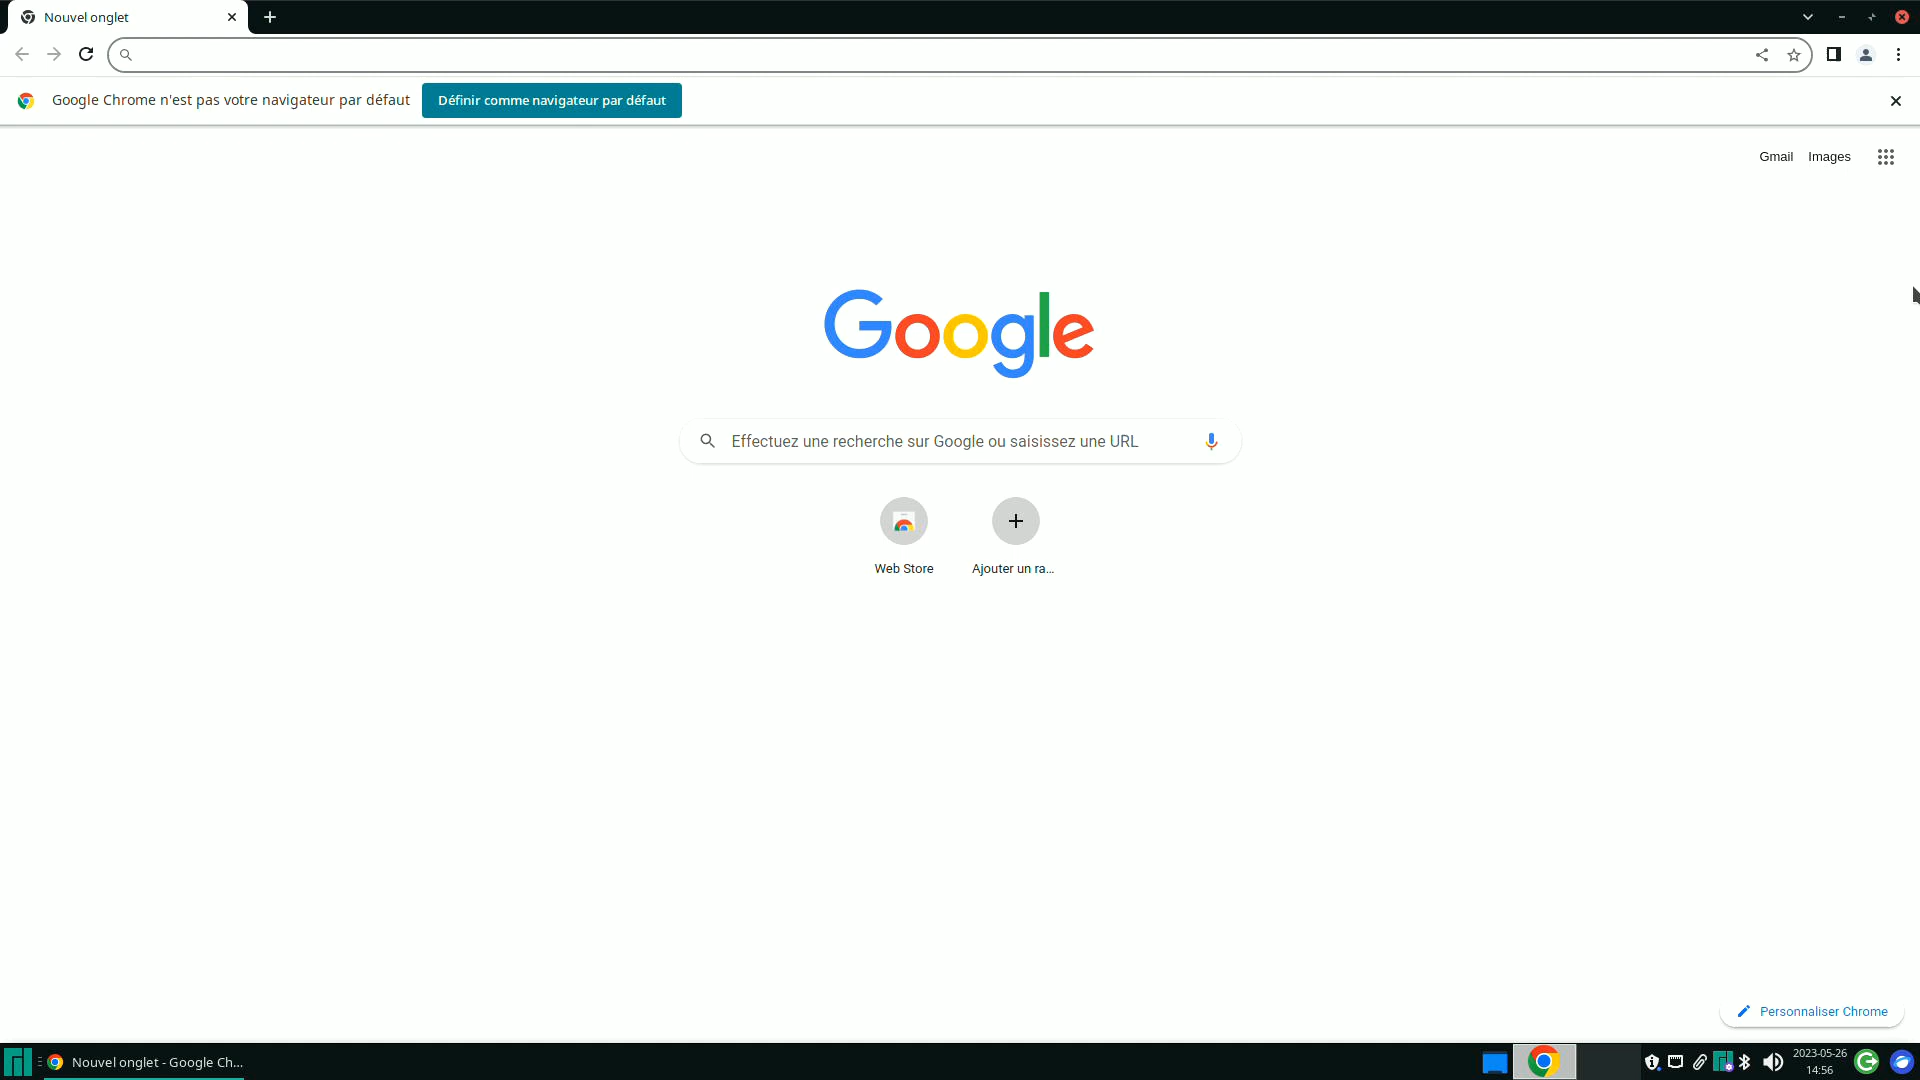 Nouvel onglet
Google Chrome n'est pas votre navigateur par défaut
Définir comme navigateur par défaut
Gmail
Images
Google
Effectuez une recherche sur Google ou saisissez une URL
Web Store
Ajouter un ra...
Personnaliser Chrome
Nouvel onglet - Google Ch...
2023-05-26
14:56